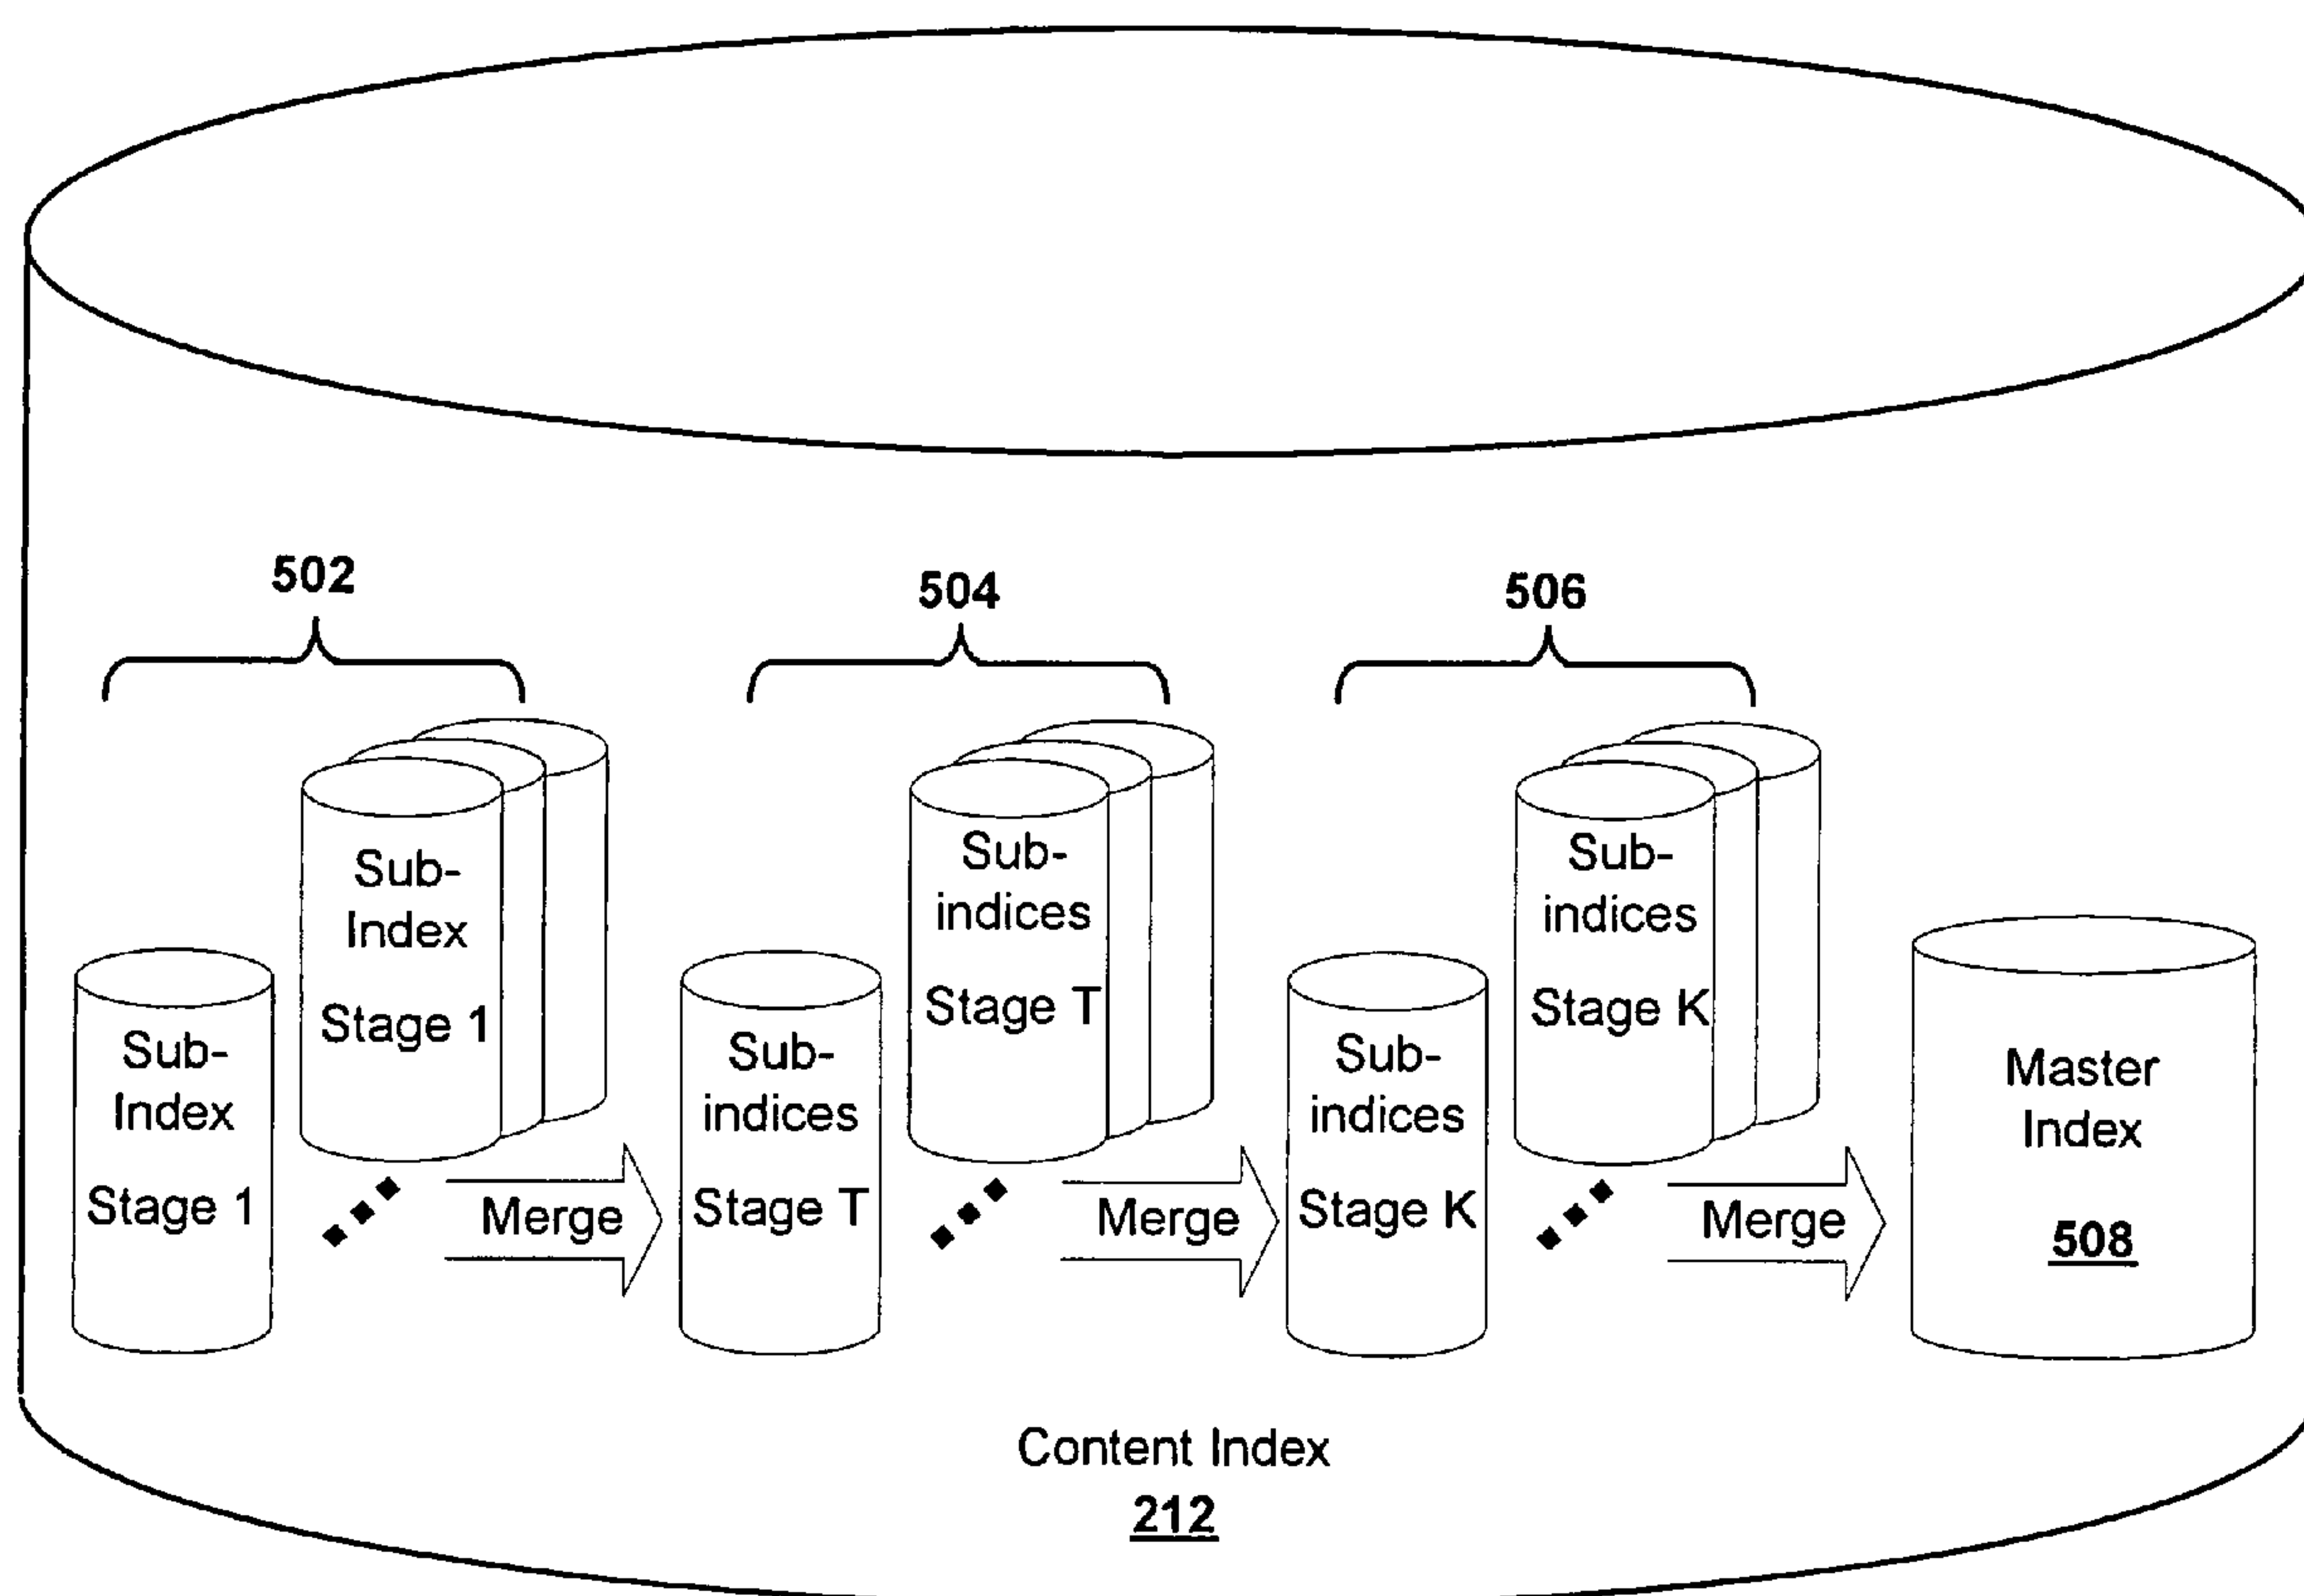 502
504
506
Sub-
Index
Stage 1
Sub-
Index
Stage 1
Merge
Sub-
indices
Stage T
Sub-
indices
Stage T
Merge
Sub-
indices
Stage K
Sub-
indices
Stage K
Merge
Master
Index
508
Content Index
212